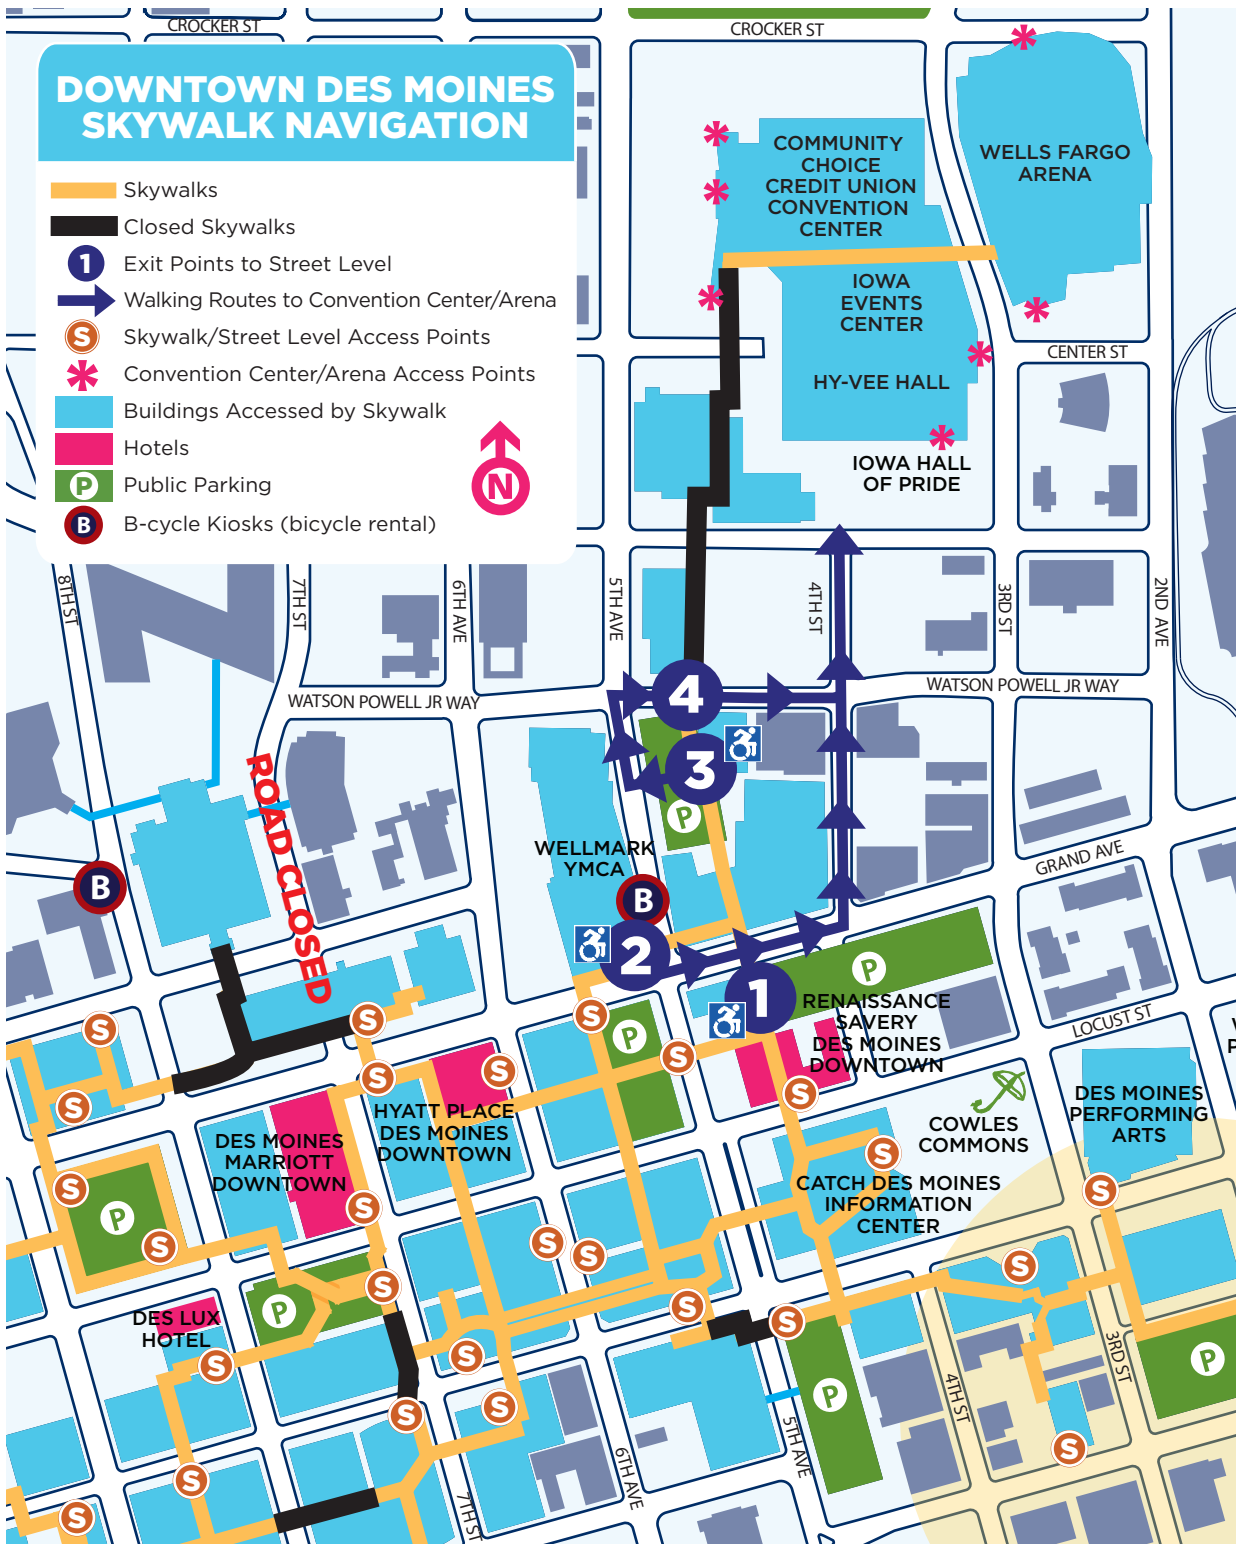 CROCKER ST
CROCKER ST
DOWNTOWN DES MOINES
SKYWALK NAVIGATION
Skywalks
Closed Skywalks
1 Exit Points to Street Level
Walking Routes to Convention Center/Arena
S Skywalk/Street Level Access Points
Convention Center/Arena Access Points
Buildings Accessed by Skywalk
Hotels
P Public Parking
B B-cycle Kiosks (bicycle rental)
N
COMMUNITY
CHOICE
CREDIT UNION
CONVENTION
CENTER
WELLS FARGO
ARENA
IOWA
EVENTS
CENTER
HY-VEE HALL
CENTER ST
IOWA HALL
OF PRIDE
8TH ST
7TH ST
6TH AVE
5TH AVE
4TH ST
3RD ST
2ND AVE
WATSON POWELL JR WAY
WATSON POWELL JR WAY
4
3
P
ROAD CLOSED
WELLMARK
YMCA
GRAND AVE
B
B
2
1
P
RENAISSANCE
SAVERY
DES MOINES
DOWNTOWN
LOCUST ST
S
S
S
P
S
S
S
S
S
HYATT PLACE
DES MOINES
DOWNTOWN
DES MOINES
MARRIOTT
DOWNTOWN
COWLES
COMMONS
DES MOINES
PERFORMING
ARTS
S
CATCH DES MOINES
INFORMATION
CENTER
S
S
S
P
S
S
S
S
S
P
S
S
DES LUX
HOTEL
S
S
S
P
P
3RD ST
4TH ST
5TH AVE
6TH AVE
7TH ST
S
S
S
S
S